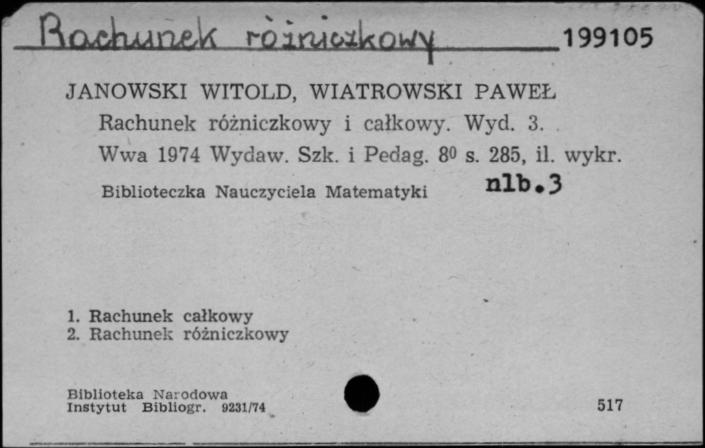 Rachunek różniczkowy 199105
JANOWSKI WITOLD, WIATROWSKI PAWEŁ
Rachunek różniczkowy i całkowy. Wyd. 3.
Wwa 1974 Wydaw. Szk. i Pedag. 8⁰ s. 285, il. wykr.
Biblioteczka Nauczyciela Matematyki nlb.3
1. Rachunek całkowy
2. Rachunek różniczkowy
Biblioteka Narodowa
Instytut Bibliogr. 9231/74 517